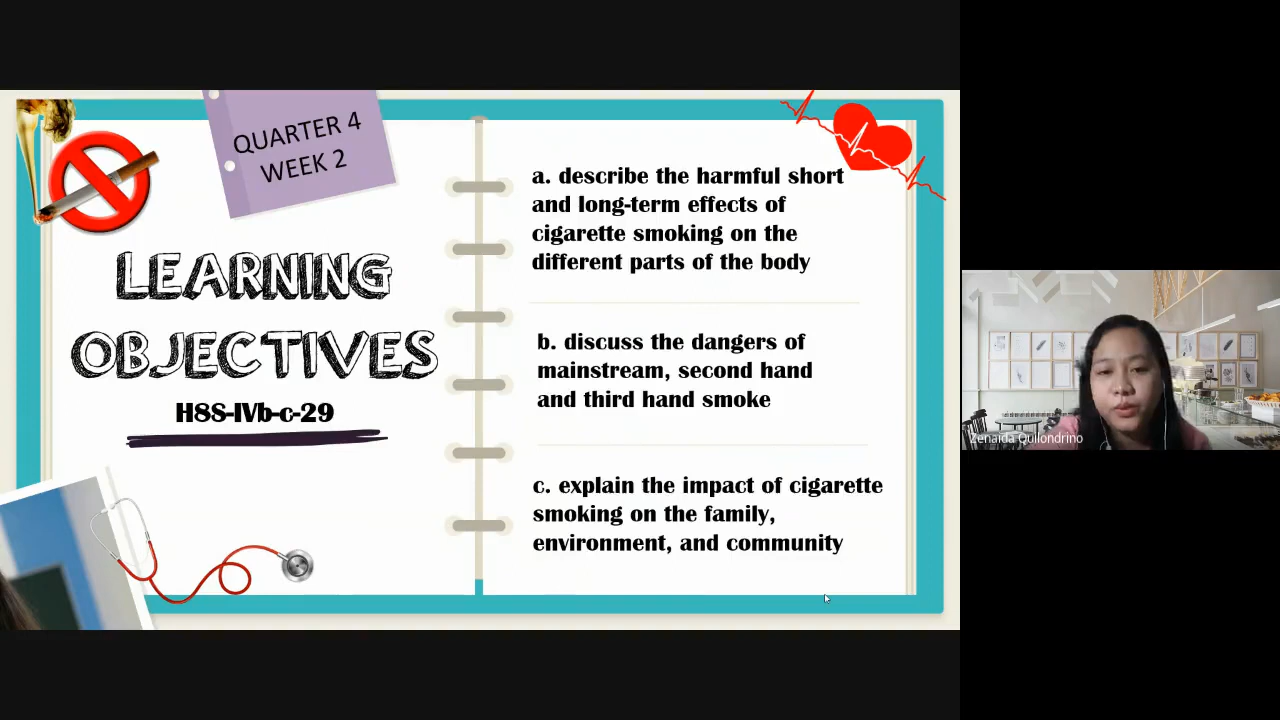 QUARTER 4
WEEK 2
LEARNING
OBJECTIVES
H8S-IVb-c-29
a. describe the harmful short
and long-term effects of
cigarette smoking on the
different parts of the body
b. discuss the dangers of
mainstream, second hand
and third hand smoke
c. explain the impact of cigarette
smoking on the family,
environment, and community
Zenaida Quilondrino